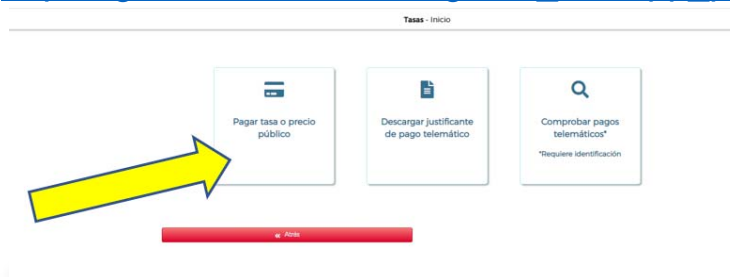 Tasas - Inicio
Pagar tasa o precio
público
Descargar justificante
de pago telemático
Comprobar pagos
telemáticos*
*Requiere identificación
« Atrás